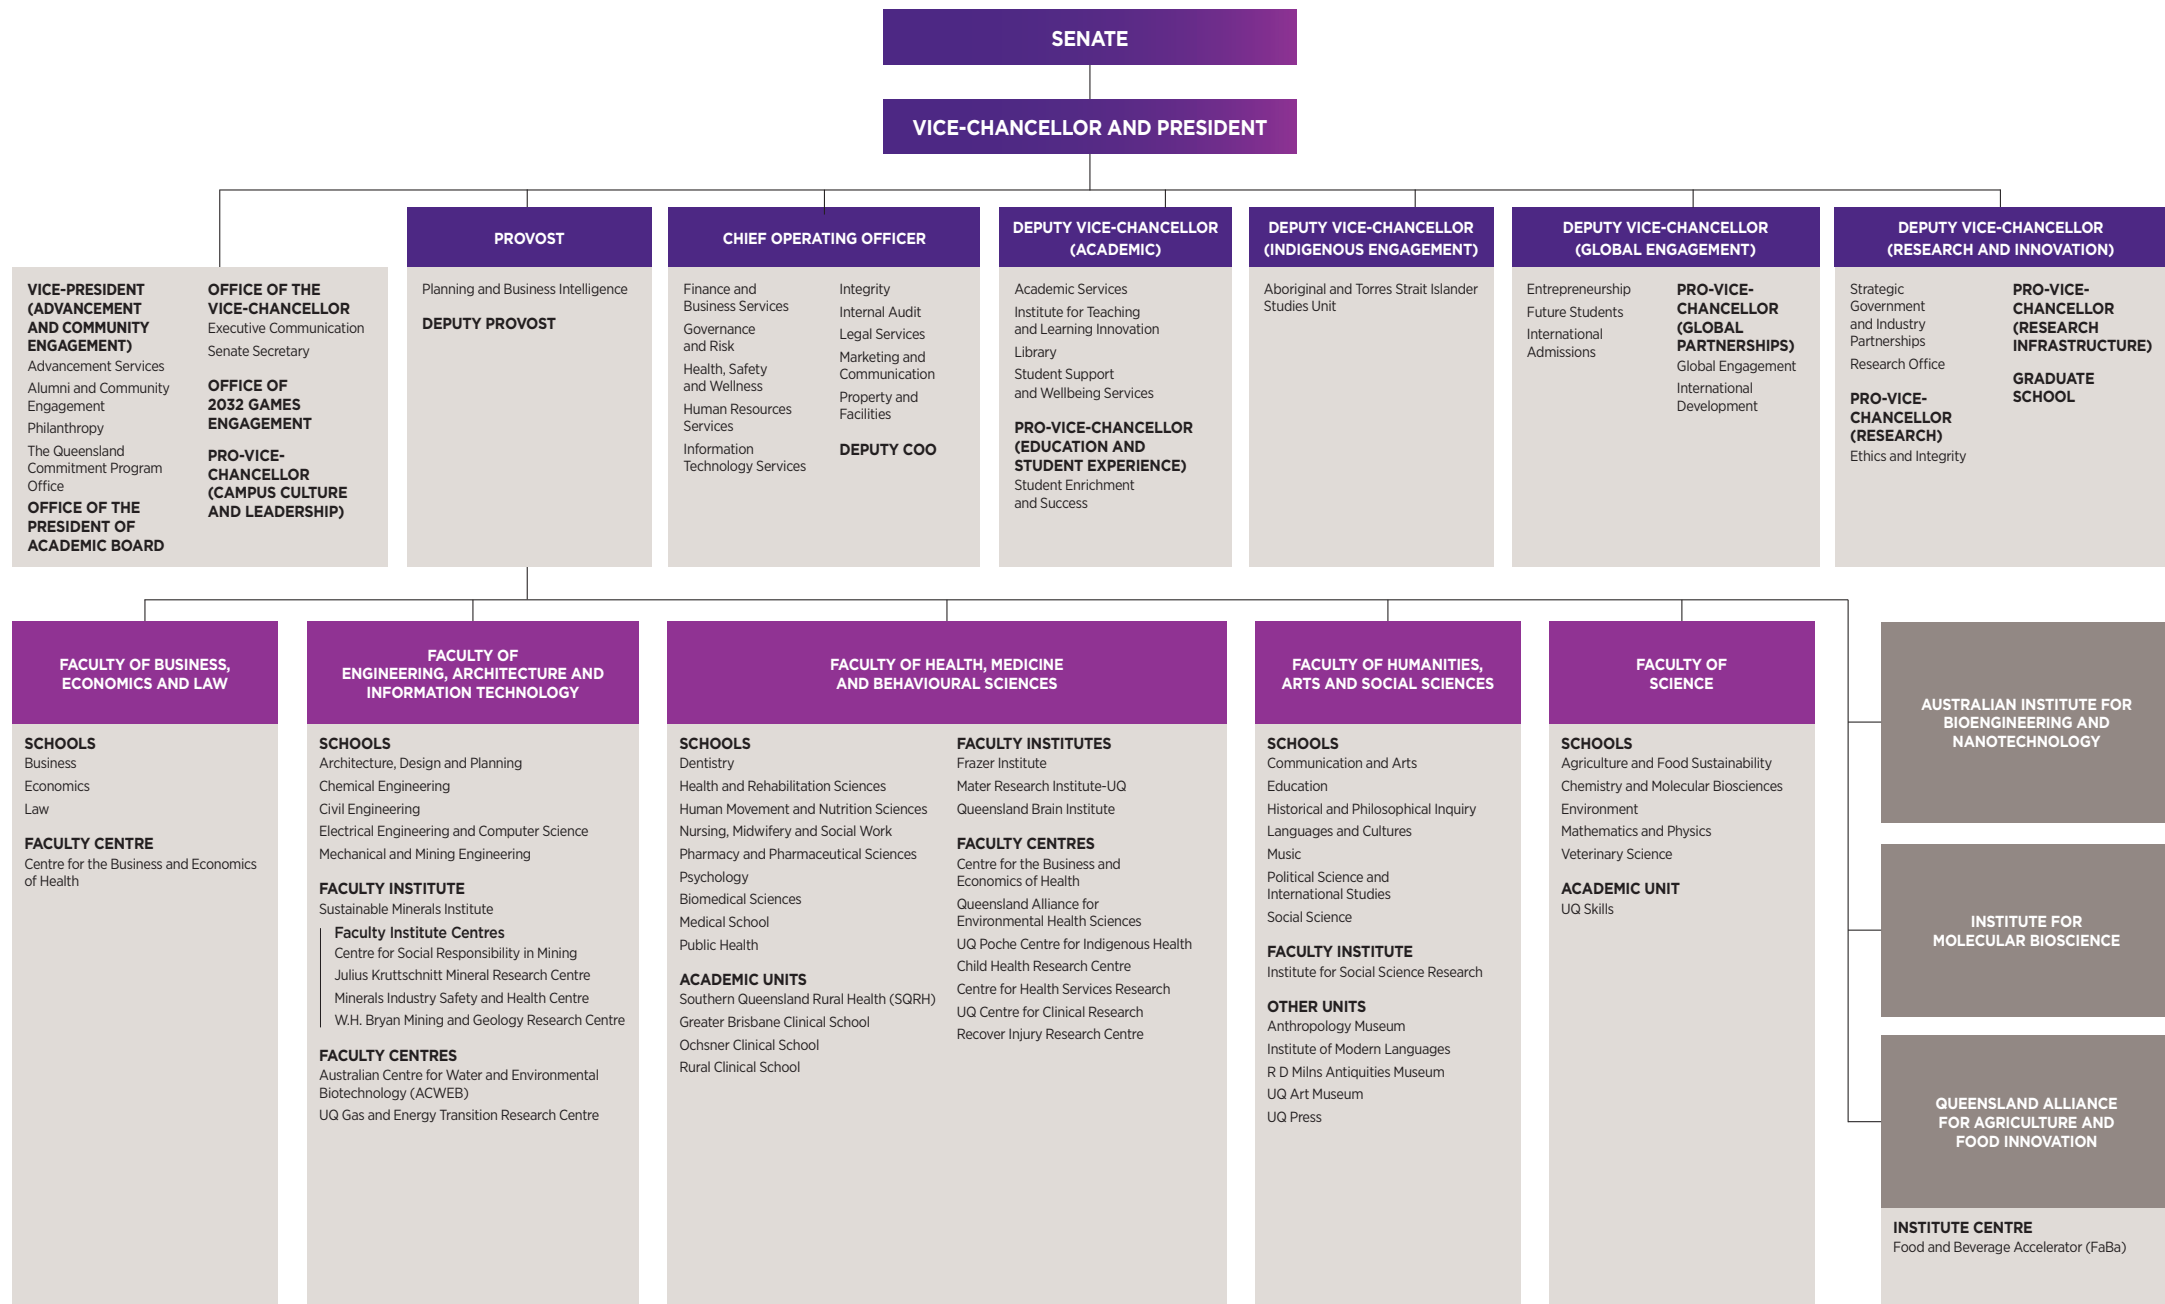 SENATE
VICE-CHANCELLOR AND PRESIDENT
VICE-PRESIDENT
(ADVANCEMENT
AND COMMUNITY
ENGAGEMENT)
Advancement Services
Alumni and Community
Engagement
Philanthropy
The Queensland
Commitment Program
Office
OFFICE OF THE
PRESIDENT OF
ACADEMIC BOARD
OFFICE OF THE
VICE-CHANCELLOR
Executive Communication
Senate Secretary
OFFICE OF
2032 GAMES
ENGAGEMENT
PRO-VICE-
CHANCELLOR
(CAMPUS CULTURE
AND LEADERSHIP)
PROVOST
Planning and Business Intelligence
DEPUTY PROVOST
CHIEF OPERATING OFFICER
Finance and
Business Services
Governance
and Risk
Health, Safety
and Wellness
Human Resources
Services
Information
Technology Services
Integrity
Internal Audit
Legal Services
Marketing and
Communication
Property and
Facilities
DEPUTY COO
DEPUTY VICE-CHANCELLOR
(ACADEMIC)
Academic Services
Institute for Teaching
and Learning Innovation
Library
Student Support
and Wellbeing Services
PRO-VICE-CHANCELLOR
(EDUCATION AND
STUDENT EXPERIENCE)
Student Enrichment
and Success
DEPUTY VICE-CHANCELLOR
(INDIGENOUS ENGAGEMENT)
Aboriginal and Torres Strait Islander
Studies Unit
DEPUTY VICE-CHANCELLOR
(GLOBAL ENGAGEMENT)
Entrepreneurship
Future Students
International
Admissions
PRO-VICE-
CHANCELLOR
(GLOBAL
PARTNERSHIPS)
Global Engagement
International
Development
DEPUTY VICE-CHANCELLOR
(RESEARCH AND INNOVATION)
Strategic
Government
and Industry
Partnerships
Research Office
PRO-VICE-
CHANCELLOR
(RESEARCH)
Ethics and Integrity
PRO-VICE-
CHANCELLOR
(RESEARCH
INFRASTRUCTURE)
GRADUATE
SCHOOL
FACULTY OF BUSINESS,
ECONOMICS AND LAW
SCHOOLS
Business
Economics
Law
FACULTY CENTRE
Centre for the Business and Economics
of Health
FACULTY OF
ENGINEERING, ARCHITECTURE AND
INFORMATION TECHNOLOGY
SCHOOLS
Architecture, Design and Planning
Chemical Engineering
Civil Engineering
Electrical Engineering and Computer Science
Mechanical and Mining Engineering
FACULTY INSTITUTE
Sustainable Minerals Institute
Faculty Institute Centres
Centre for Social Responsibility in Mining
Julius Kruttschnitt Mineral Research Centre
Minerals Industry Safety and Health Centre
W.H. Bryan Mining and Geology Research Centre
FACULTY CENTRES
Australian Centre for Water and Environmental
Biotechnology (ACWEB)
UQ Gas and Energy Transition Research Centre
FACULTY OF HEALTH, MEDICINE
AND BEHAVIOURAL SCIENCES
SCHOOLS
Dentistry
Health and Rehabilitation Sciences
Human Movement and Nutrition Sciences
Nursing, Midwifery and Social Work
Pharmacy and Pharmaceutical Sciences
Psychology
Biomedical Sciences
Medical School
Public Health
ACADEMIC UNITS
Southern Queensland Rural Health (SQRH)
Greater Brisbane Clinical School
Ochsner Clinical School
Rural Clinical School
FACULTY INSTITUTES
Frazer Institute
Mater Research Institute-UQ
Queensland Brain Institute
FACULTY CENTRES
Centre for the Business and
Economics of Health
Queensland Alliance for
Environmental Health Sciences
UQ Poche Centre for Indigenous Health
Child Health Research Centre
Centre for Health Services Research
UQ Centre for Clinical Research
Recover Injury Research Centre
FACULTY OF HUMANITIES,
ARTS AND SOCIAL SCIENCES
SCHOOLS
Communication and Arts
Education
Historical and Philosophical Inquiry
Languages and Cultures
Music
Political Science and
International Studies
Social Science
FACULTY INSTITUTE
Institute for Social Science Research
OTHER UNITS
Anthropology Museum
Institute of Modern Languages
R D Milns Antiquities Museum
UQ Art Museum
UQ Press
FACULTY OF
SCIENCE
SCHOOLS
Agriculture and Food Sustainability
Chemistry and Molecular Biosciences
Environment
Mathematics and Physics
Veterinary Science
ACADEMIC UNIT
UQ Skills
AUSTRALIAN INSTITUTE FOR
BIOENGINEERING AND
NANOTECHNOLOGY
INSTITUTE FOR
MOLECULAR BIOSCIENCE
QUEENSLAND ALLIANCE
FOR AGRICULTURE AND
FOOD INNOVATION
INSTITUTE CENTRE
Food and Beverage Accelerator (FaBa)